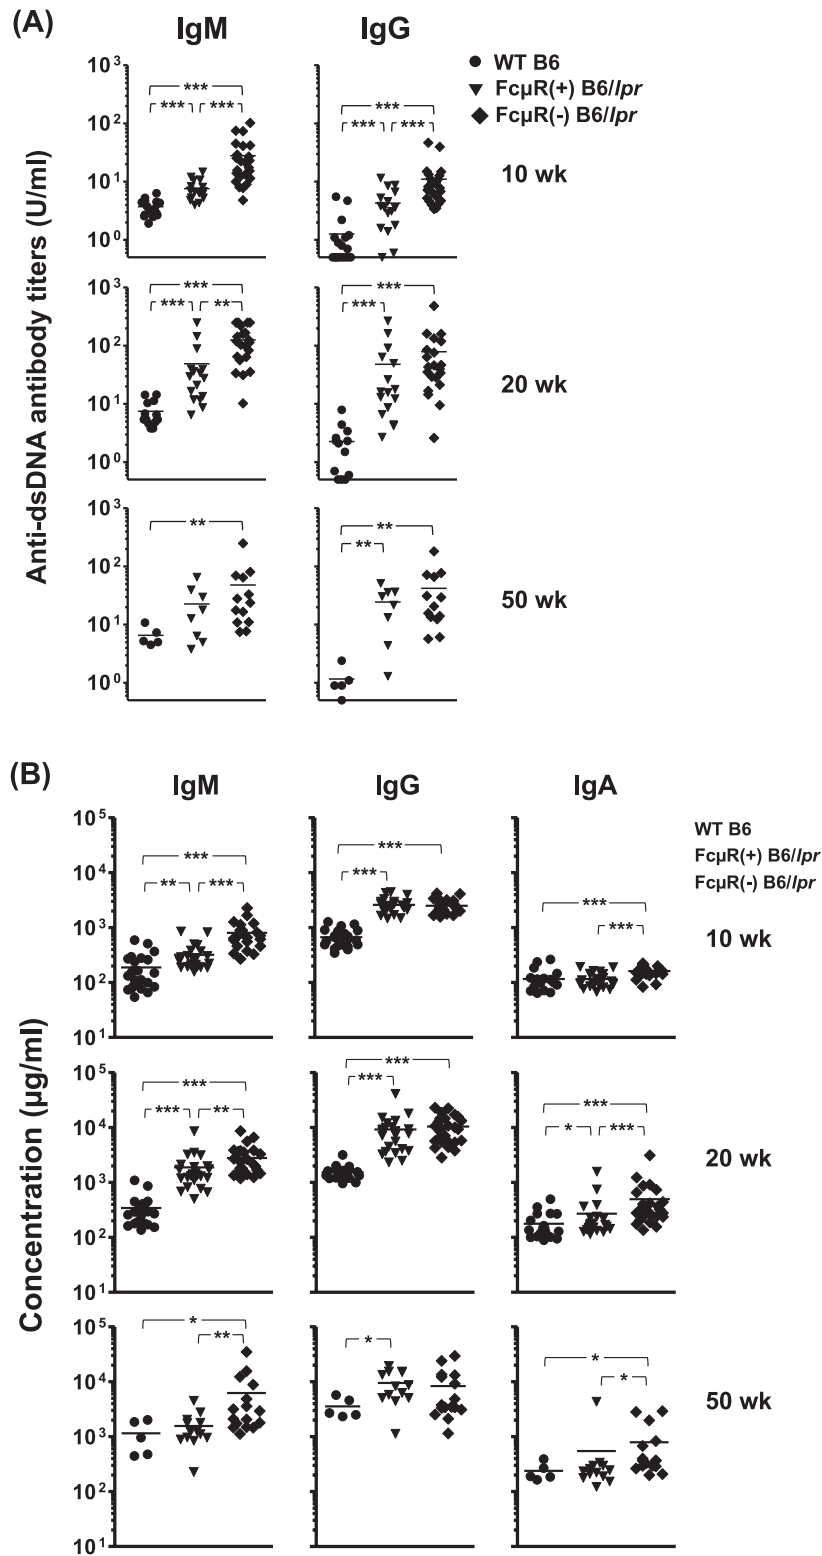 (A)
IgM IgG
WT B6
FcμR(+) B6/lpr
FcμR(-) B6/lpr
Anti-dsDNA antibody titers (U/ml)
10³
10²
10¹
10⁰
*** *** ***
*** *** ***
10 wk
10³
10²
10¹
10⁰
*** *** **
*** ***
20 wk
10³
10²
10¹
10⁰
**
** **
50 wk
(B)
IgM IgG IgA
WT B6
FcμR(+) B6/lpr
FcμR(-) B6/lpr
Concentration (μg/ml)
10⁵
10⁴
10³
10²
10¹
*** ** ***
*** ***
*** ***
10 wk
10⁵
10⁴
10³
10²
10¹
*** *** **
*** ***
*** * ***
20 wk
10⁵
10⁴
10³
10²
10¹
* **
*
* *
50 wk